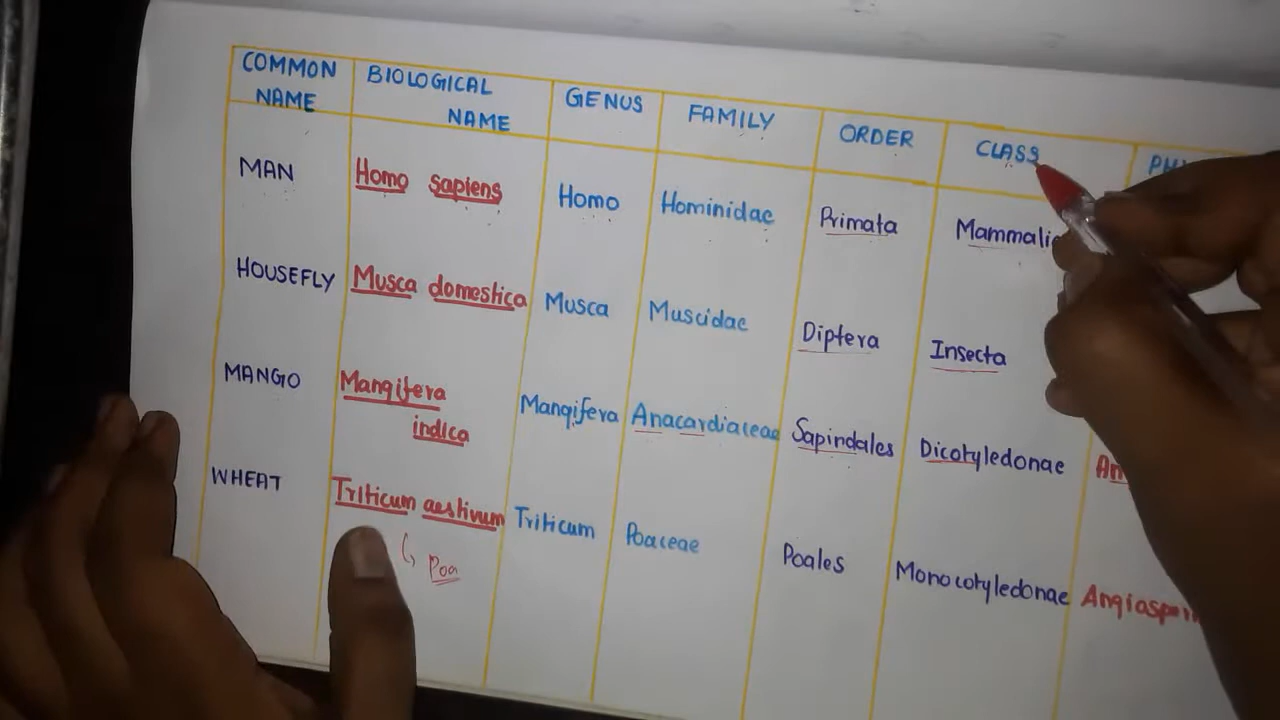 COMMON NAME BIOLOGICAL NAME GENUS FAMILY ORDER CLASS
MAN Homo sapiens Homo Hominidae Primata Mammalia
HOUSEFLY Musca domestica Musca Muscidae Diptera Insecta
MANGO Mangifera indica Mangifera Anacardiaceae Sapindales Dicotyledonae
WHEAT Triticum aestivum Triticum Poaceae Poales Monocotyledonae
Poa